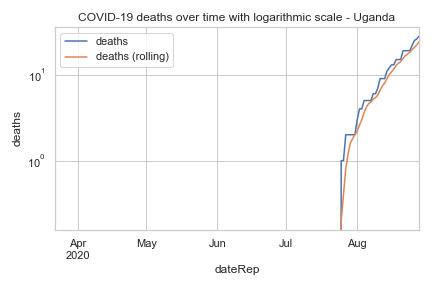 COVID-19 deaths over time with logarithmic scale - Uganda
deaths
deaths (rolling)
10¹
10⁰
deaths
Apr
2020
May
Jun
Jul
Aug
dateRep